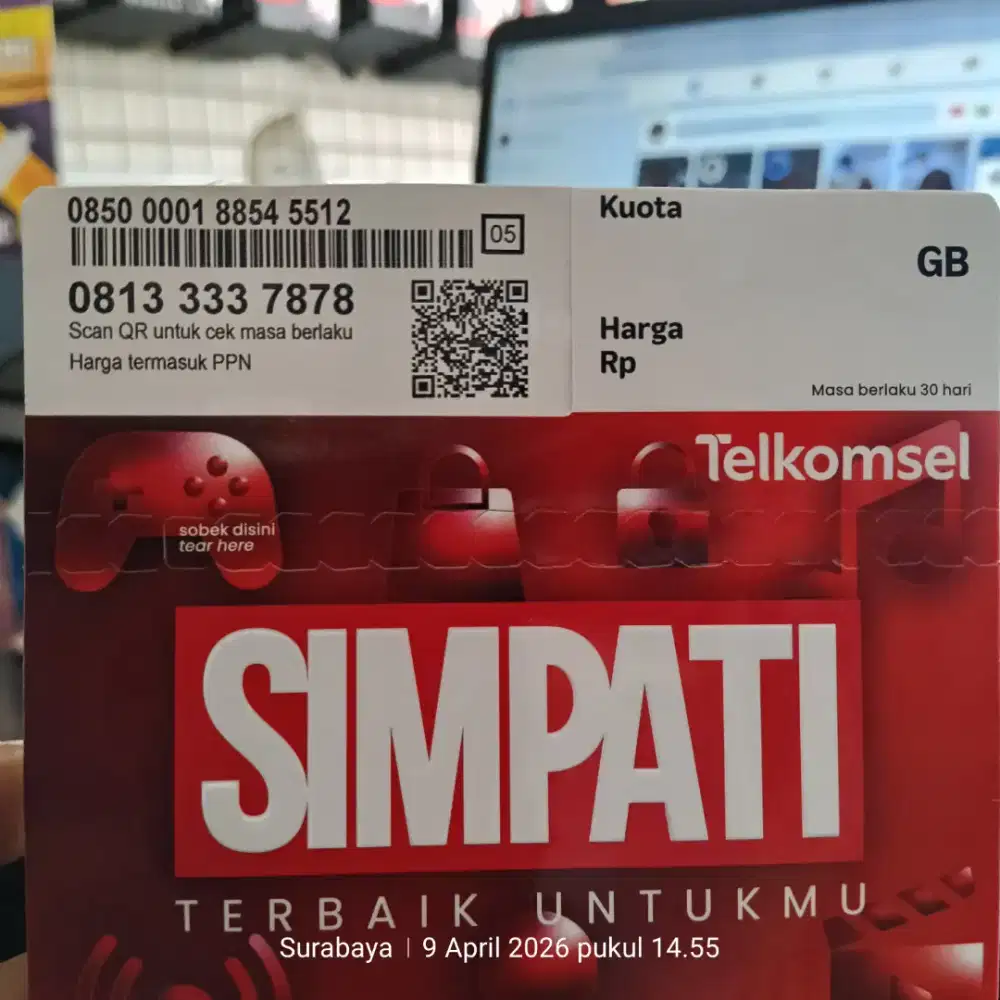 0850 0001 8854 5512
05
0813 333 7878
Scan QR untuk cek masa berlaku
Harga termasuk PPN
Kuota
GB
Harga
Rp
Masa berlaku 30 hari
Telkomsel
sobek disini
tear here
SIMPATI
TERBAIK UNTUKMU
Surabaya | 9 April 2026 pukul 14.55